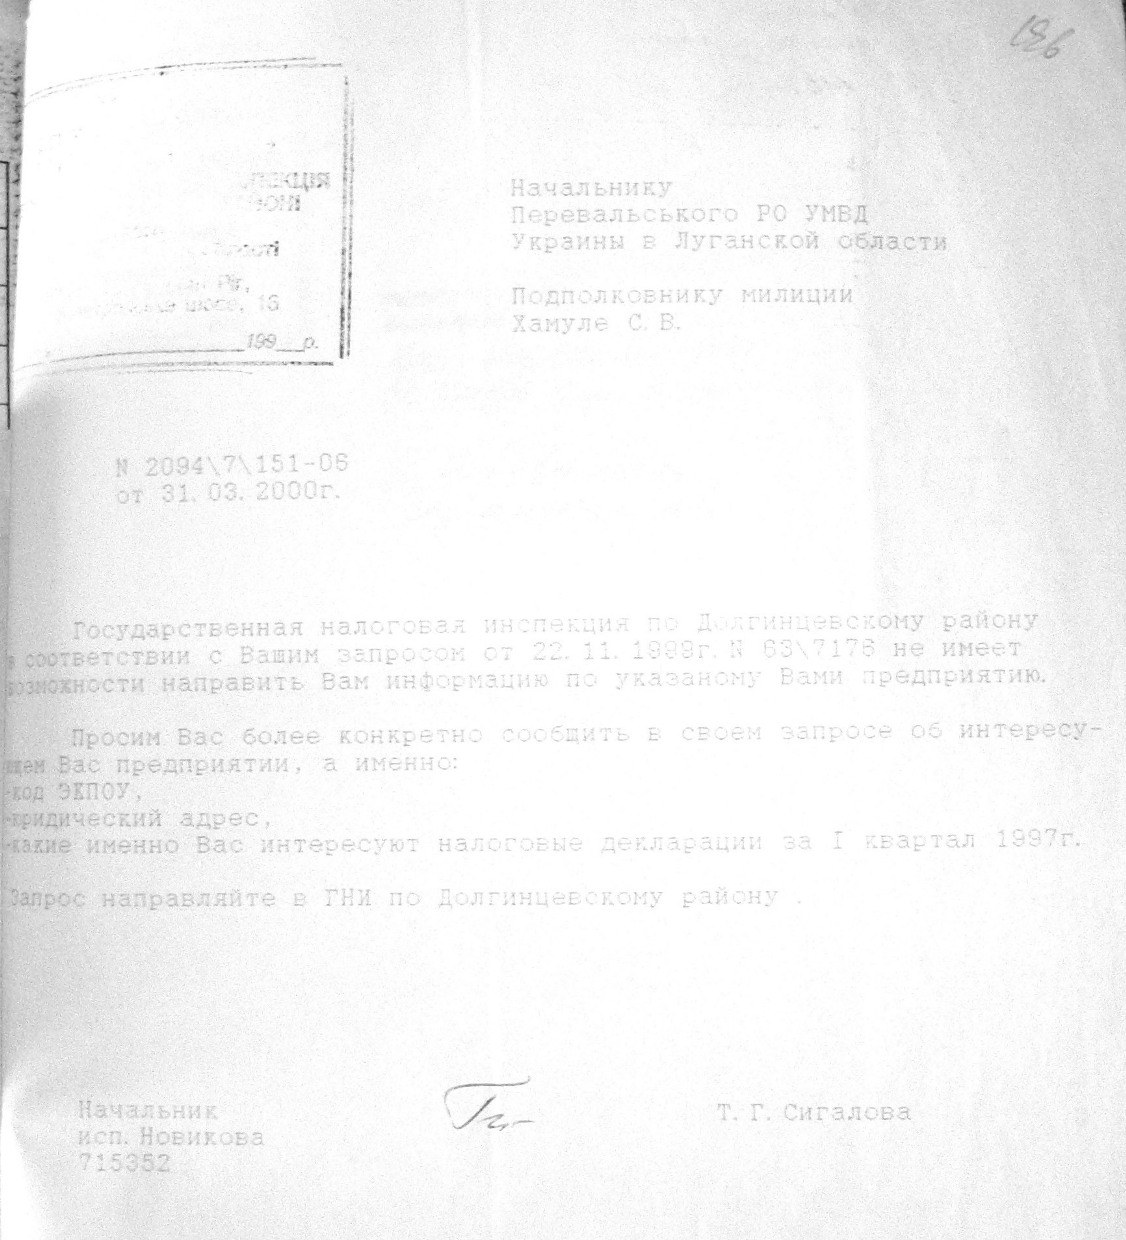 196
Начальнику
Перевальського РО УМВД
Украины в Луганской области
Подполковнику милиции
Хамуле С. В.
шосе, 16
199__р.
N 2094\7\151-06
от 31. 03. 2000г.
Государственная налоговая инспекция по Долгинцевскому району
в соответствии с Вашим запросом от 22. 11. 1999г. N 63\7176 не имеет
возможности направить Вам информацию по указаному Вами предприятию.
Просим Вас более конкретно сообщить в своем запросе об интересу-
щем Вас предприятии, а именно:
-код ЭКПОУ,
-юридический адрес,
-какие именно Вас интересуют налоговые декларации за I квартал 1997г.
Запрос направляйте в ГНИ по Долгинцевскому району .
Начальник
Т. Г. Сигалова
исп. Новикова
715352